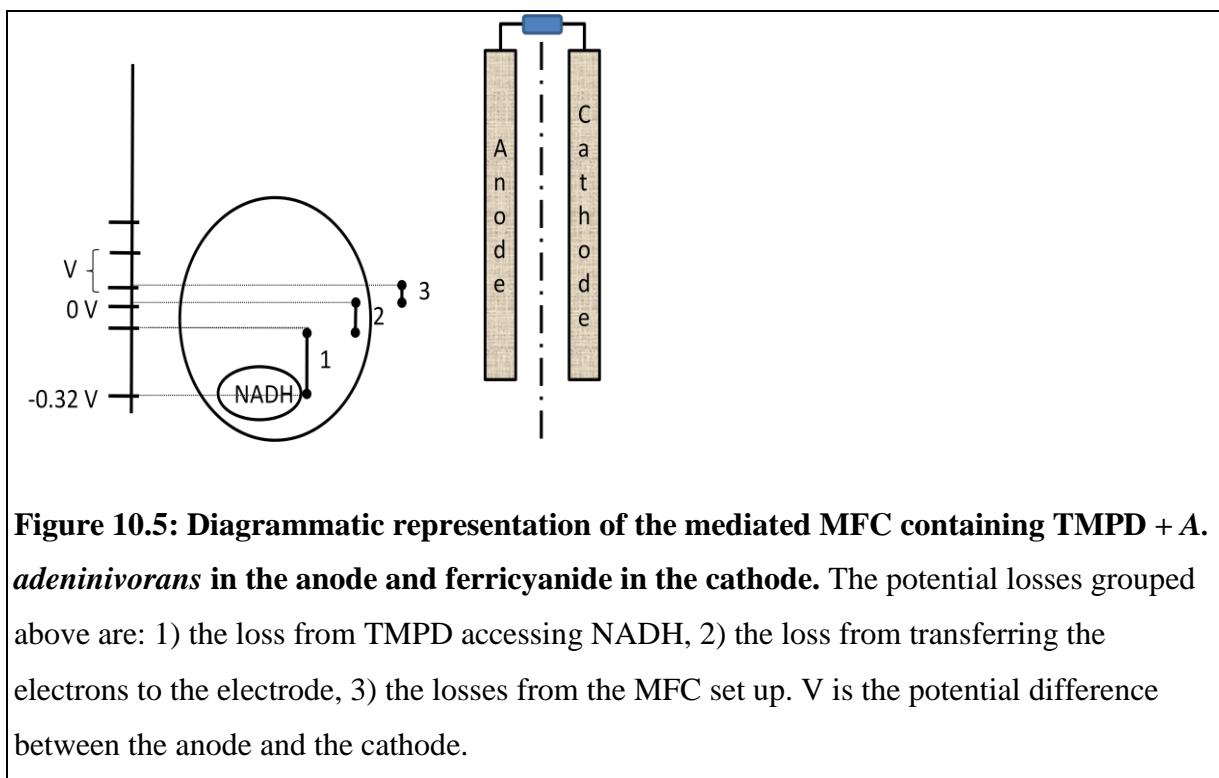 Anode
Cathode
V
0 V
3
2
1
NADH
-0.32 V
Figure 10.5: Diagrammatic representation of the mediated MFC containing TMPD + A.
adeninivorans in the anode and ferricyanide in the cathode. The potential losses grouped
above are: 1) the loss from TMPD accessing NADH, 2) the loss from transferring the
electrons to the electrode, 3) the losses from the MFC set up. V is the potential difference
between the anode and the cathode.